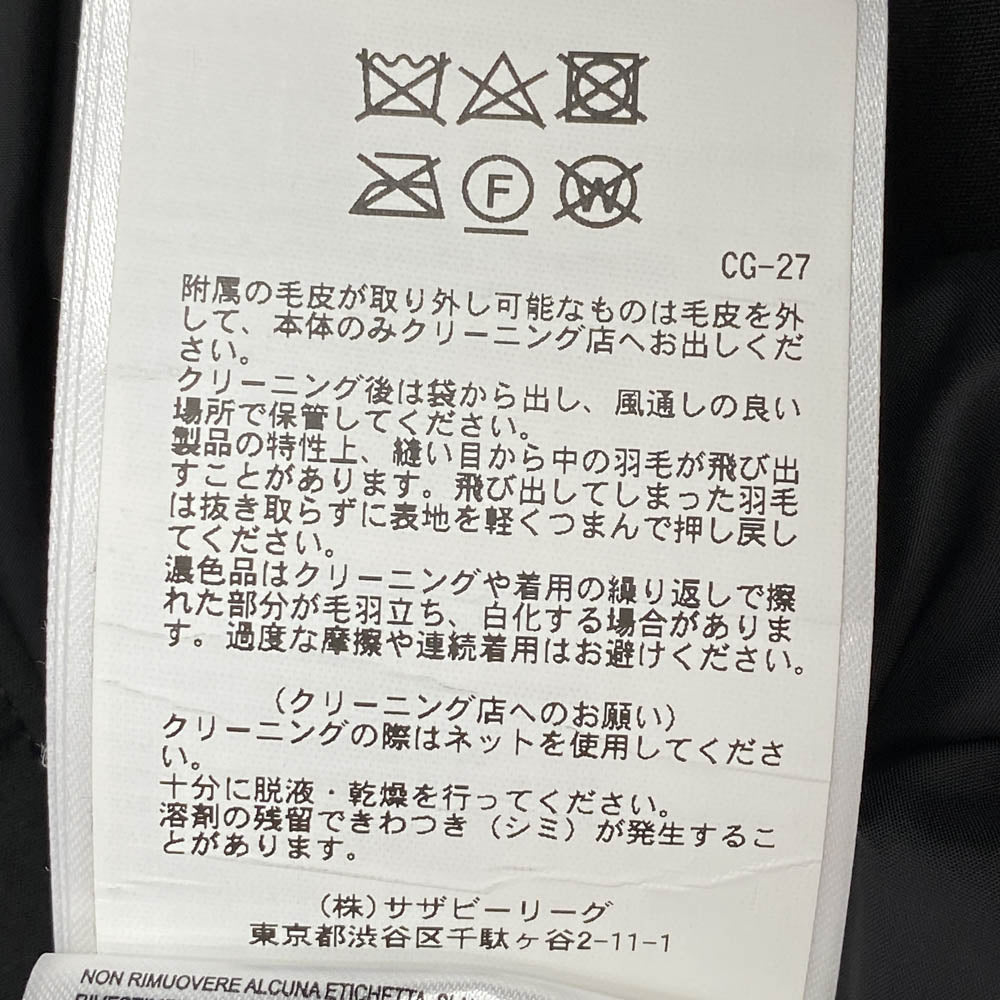 F
W
CG-27
附属の毛皮が取り外し可能なものは毛皮を外
して、本体のみクリーニング店へお出しくだ
さい。
クリーニング後は袋から出し、風通しの良い
場所で保管してください。
製品の特性上、縫い目から中の羽毛が飛び出
すことがあります。飛び出してしまった羽毛
は抜き取らずに表地を軽くつまんで押し戻し
てください。
濃色品はクリーニングや着用の繰り返しで擦
れた部分が毛羽立ち、白化する場合がありま
す。過度な摩擦や連続着用はお避けください。
(クリーニング店へのお願い)
クリーニングの際はネットを使用してくださ
い。
十分に脱液・乾燥を行ってください。
溶剤の残留できわつき(シミ)が発生するこ
とがあります。
(株)サザビーリーグ
東京都渋谷区千駄ヶ谷2-11-1
NON RIMUOVERE ALCUNA ETICHETTA